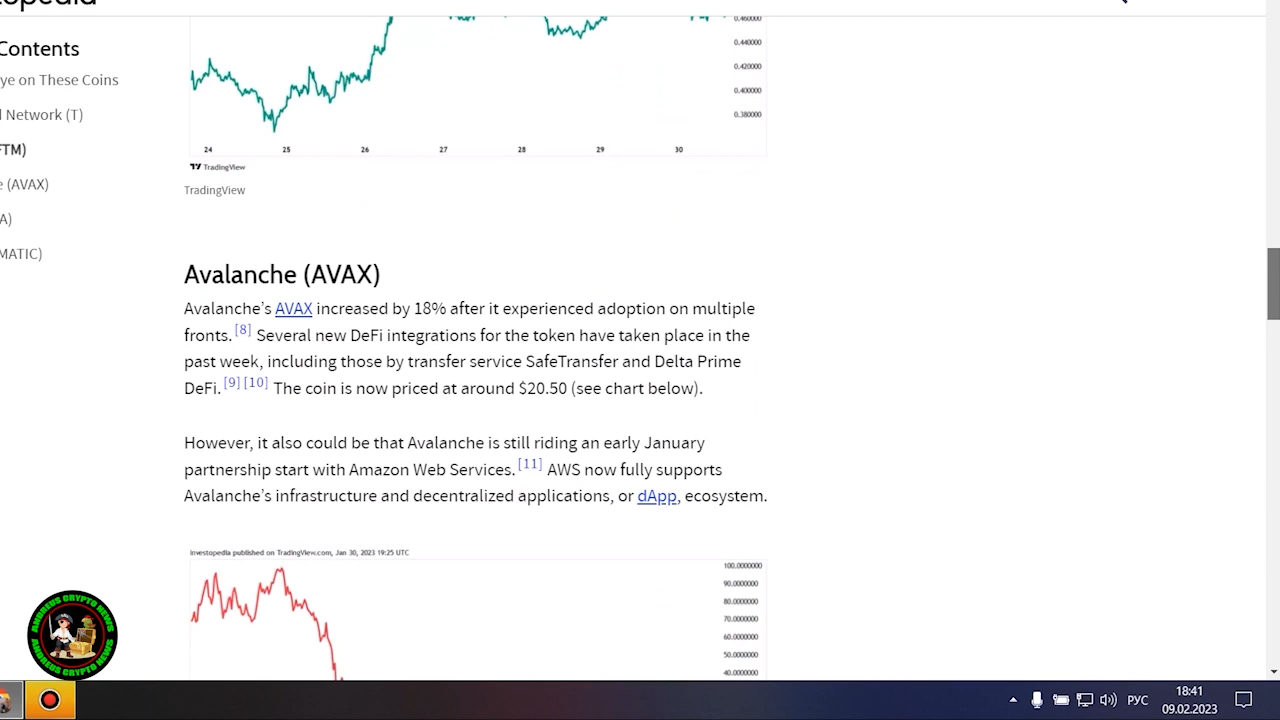 opedia
Contents
ye on These Coins
Network (T)
FTM)
e (AVAX)
A)
MATIC)
0.460000
0.440000
0.420000
0.400000
0.380000
24 25 26 27 28 29 30
TradingView
TradingView
Avalanche (AVAX)
Avalanche’s AVAX increased by 18% after it experienced adoption on multiple
fronts. [8] Several new DeFi integrations for the token have taken place in the
past week, including those by transfer service SafeTransfer and Delta Prime
DeFi. [9] [10] The coin is now priced at around $20.50 (see chart below).
However, it also could be that Avalanche is still riding an early January
partnership start with Amazon Web Services. [11] AWS now fully supports
Avalanche’s infrastructure and decentralized applications, or dApp, ecosystem.
Investopedia published on TradingView.com, Jan 30, 2023 19:25 UTC
100.0000000
90.0000000
80.0000000
70.0000000
60.0000000
50.0000000
40.0000000
ANDREUS CRYPTO NEWS
ANDREUS CRYPTO NEWS
РУС
18:41
09.02.2023